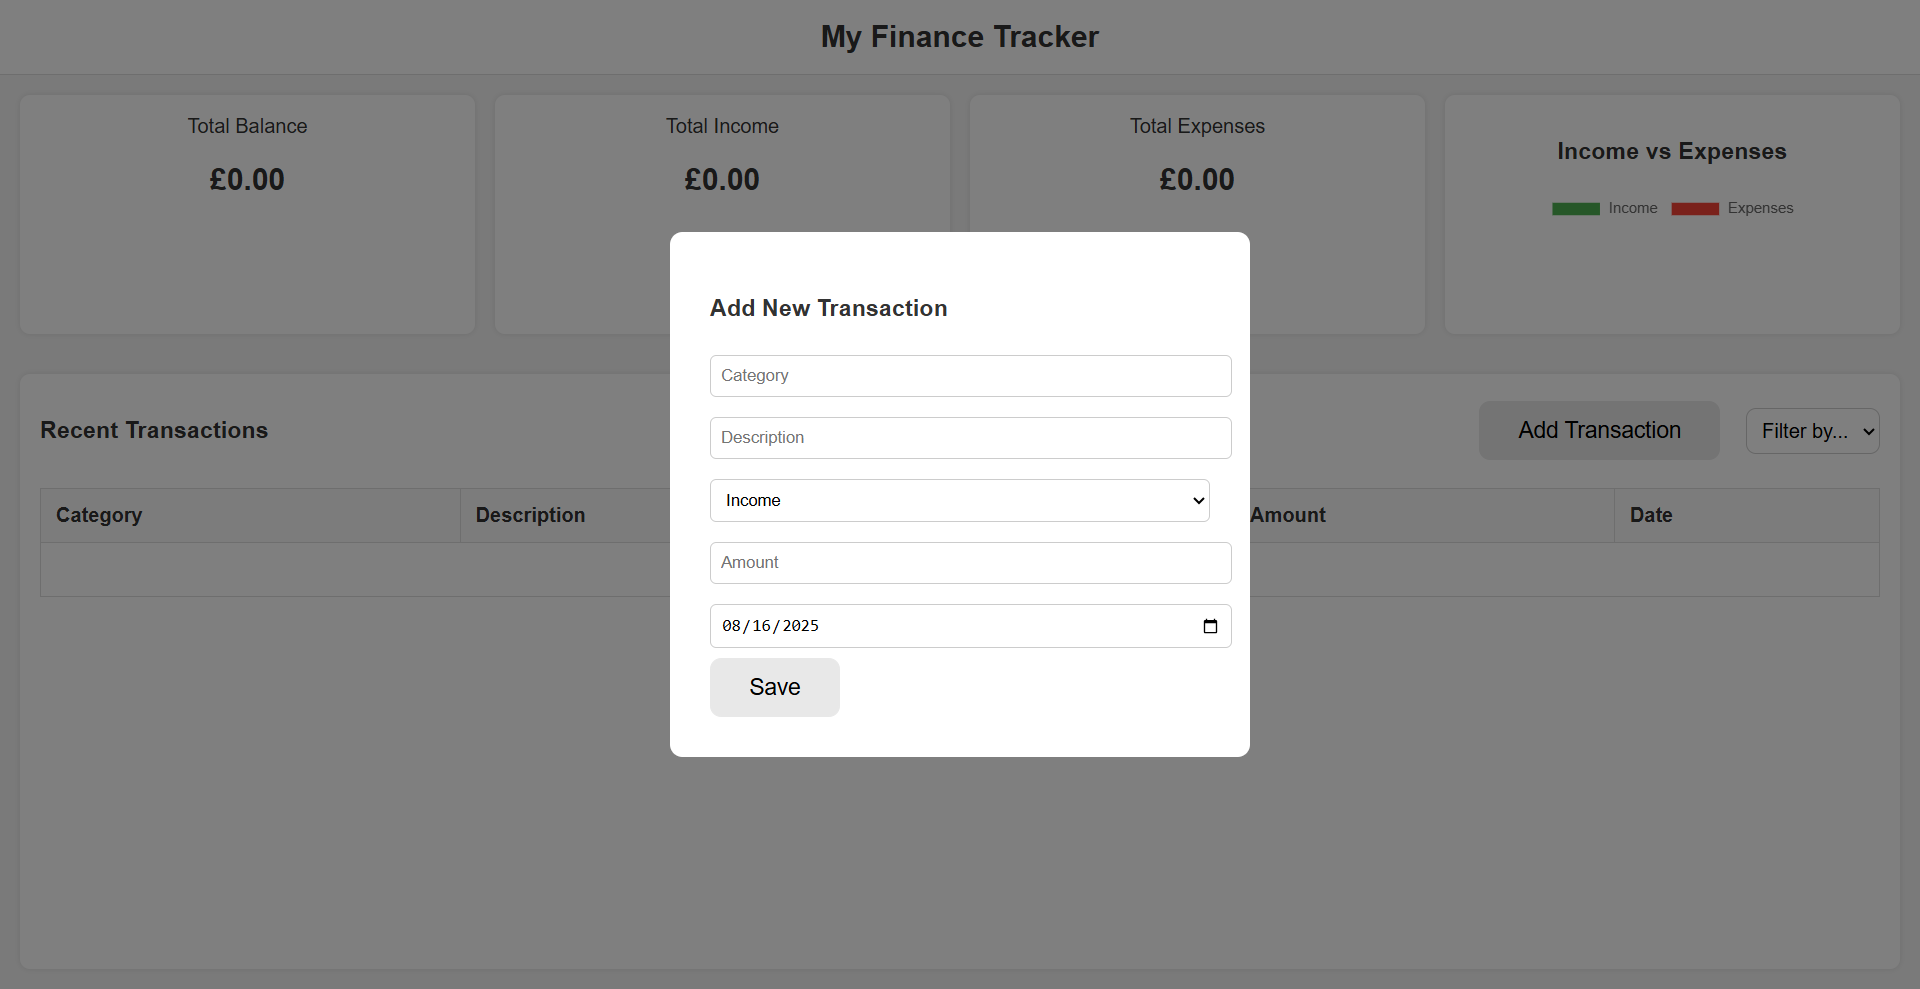 My Finance Tracker
Total Balance
£0.00
Total Income
£0.00
Total Expenses
£0.00
Income vs Expenses
Income Expenses
Add New Transaction
Category
Description
Income
Amount
08/16/2025
Save
Recent Transactions
Add Transaction Filter by...
Category Description Amount Date